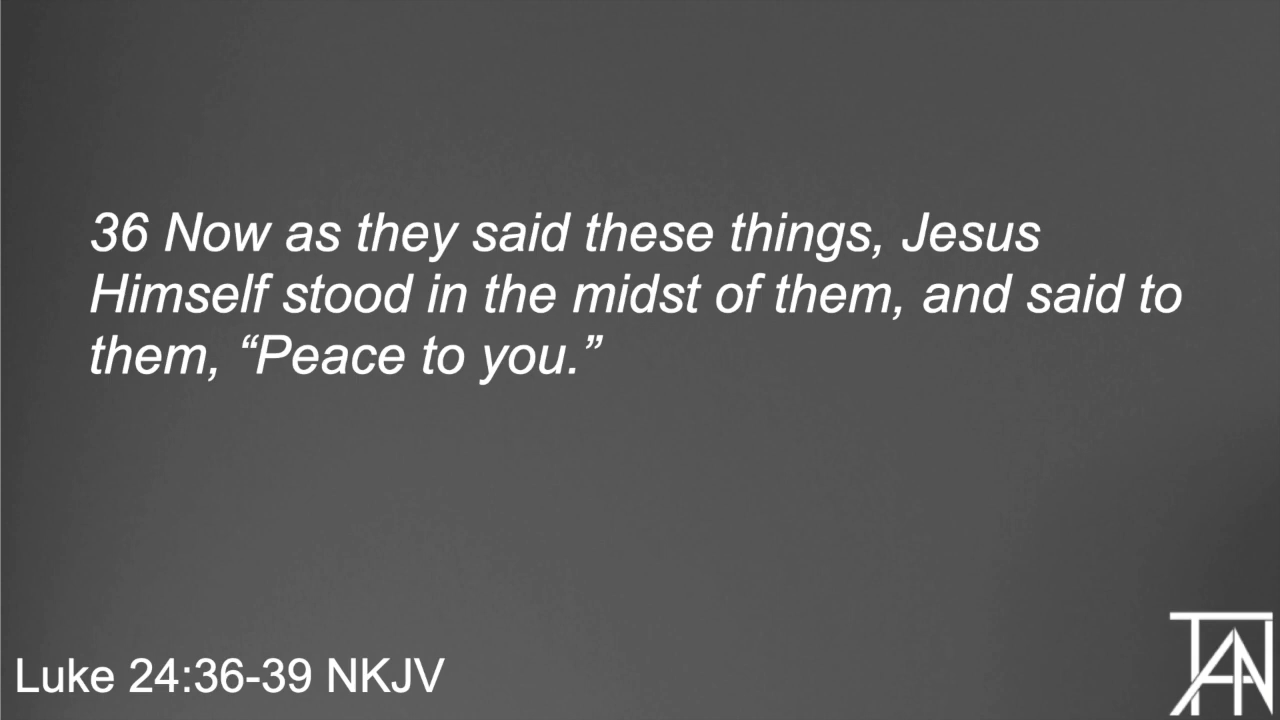 36 Now as they said these things, Jesus
Himself stood in the midst of them, and said to
them, “Peace to you.”
Luke 24:36-39 NKJV
TAN